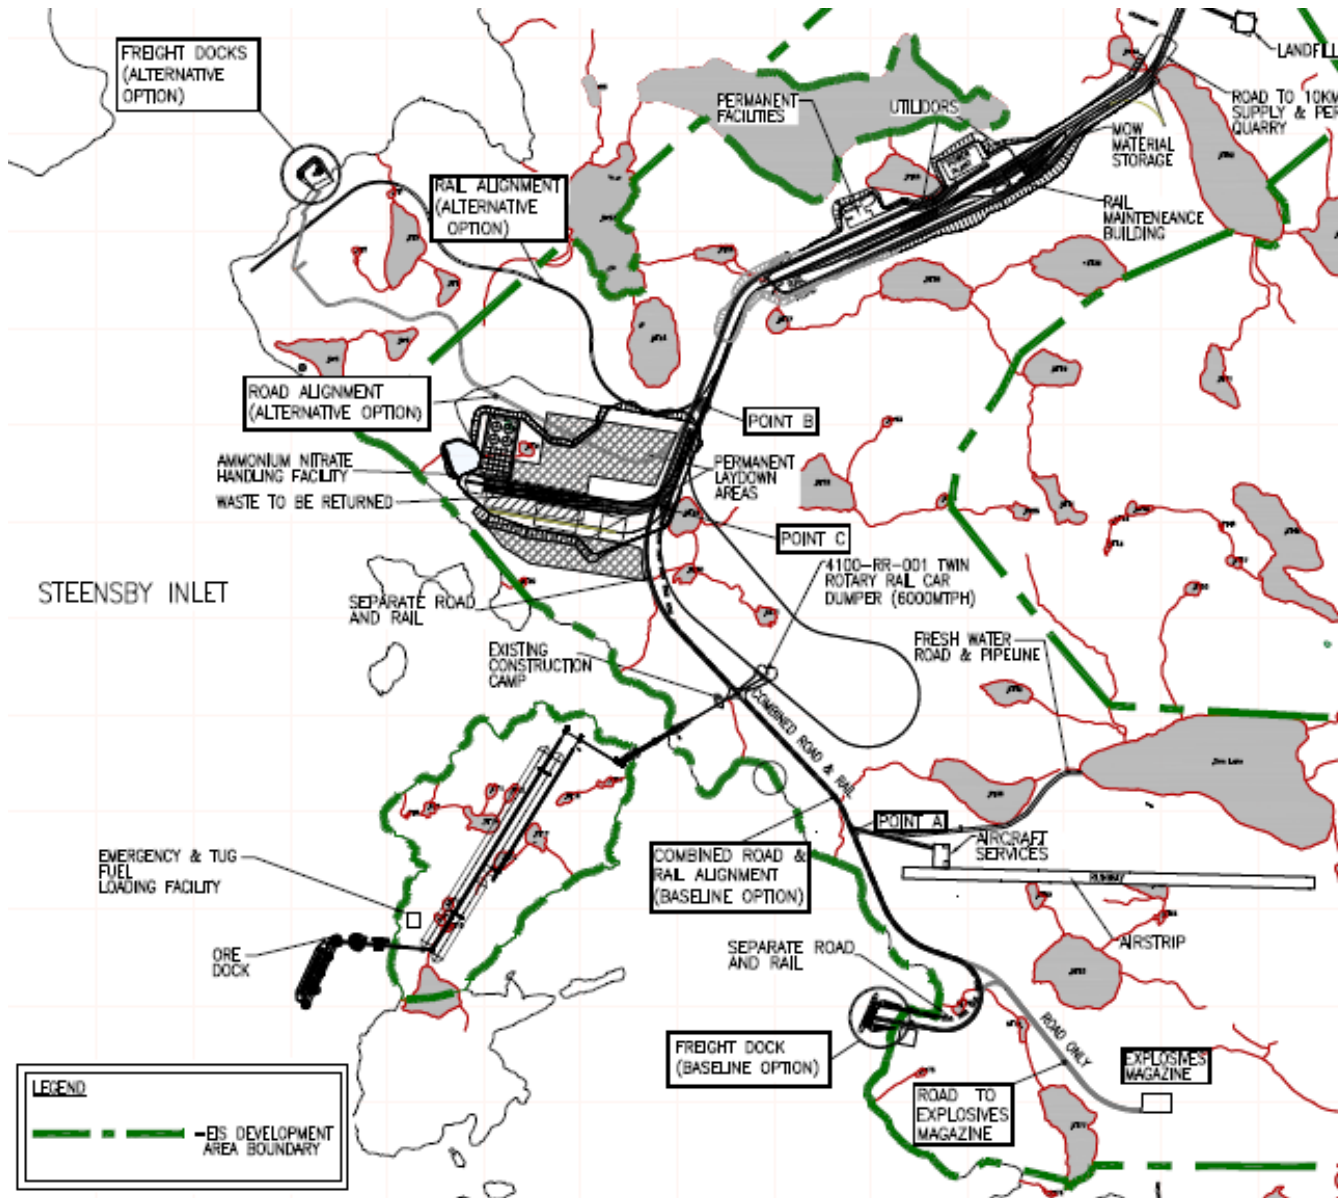 FREIGHT DOCKS
(ALTERNATIVE
OPTION)
LANDFILL
PERMANENT
FACILITIES
UTILIDORS
ROAD TO 10KM
SUPPLY & PER
QUARRY
MOW
MATERIAL
STORAGE
RAIL ALIGNMENT
(ALTERNATIVE
OPTION)
RAIL
MAINTENEANCE
BUILDING
ROAD ALIGNMENT
(ALTERNATIVE OPTION)
POINT B
AMMONIUM NITRATE
HANDLING FACILITY
WASTE TO BE RETURNED
PERMANENT
LAYDOWN
AREAS
POINT C
4100-RR-001 TWIN
ROTARY RAIL CAR
DUMPER (6000MTPH)
STEENSBY INLET
SEPARATE ROAD
AND RAIL
FRESH WATER
ROAD & PIPELINE
EXISTING
CONSTRUCTION
CAMP
COMBINED ROAD & RAIL
POINT A
AIRCRAFT
SERVICES
RUNWAY
COMBINED ROAD &
RAIL ALIGNMENT
(BASELINE OPTION)
EMERGENCY & TUG
FUEL
LOADING FACILITY
ORE
DOCK
SEPARATE ROAD
AND RAIL
AIRSTRIP
FREIGHT DOCK
(BASELINE OPTION)
ROAD ONLY
EXPLOSIVES
MAGAZINE
ROAD TO
EXPLOSIVES
MAGAZINE
LEGEND
-EIS DEVELOPMENT
AREA BOUNDARY